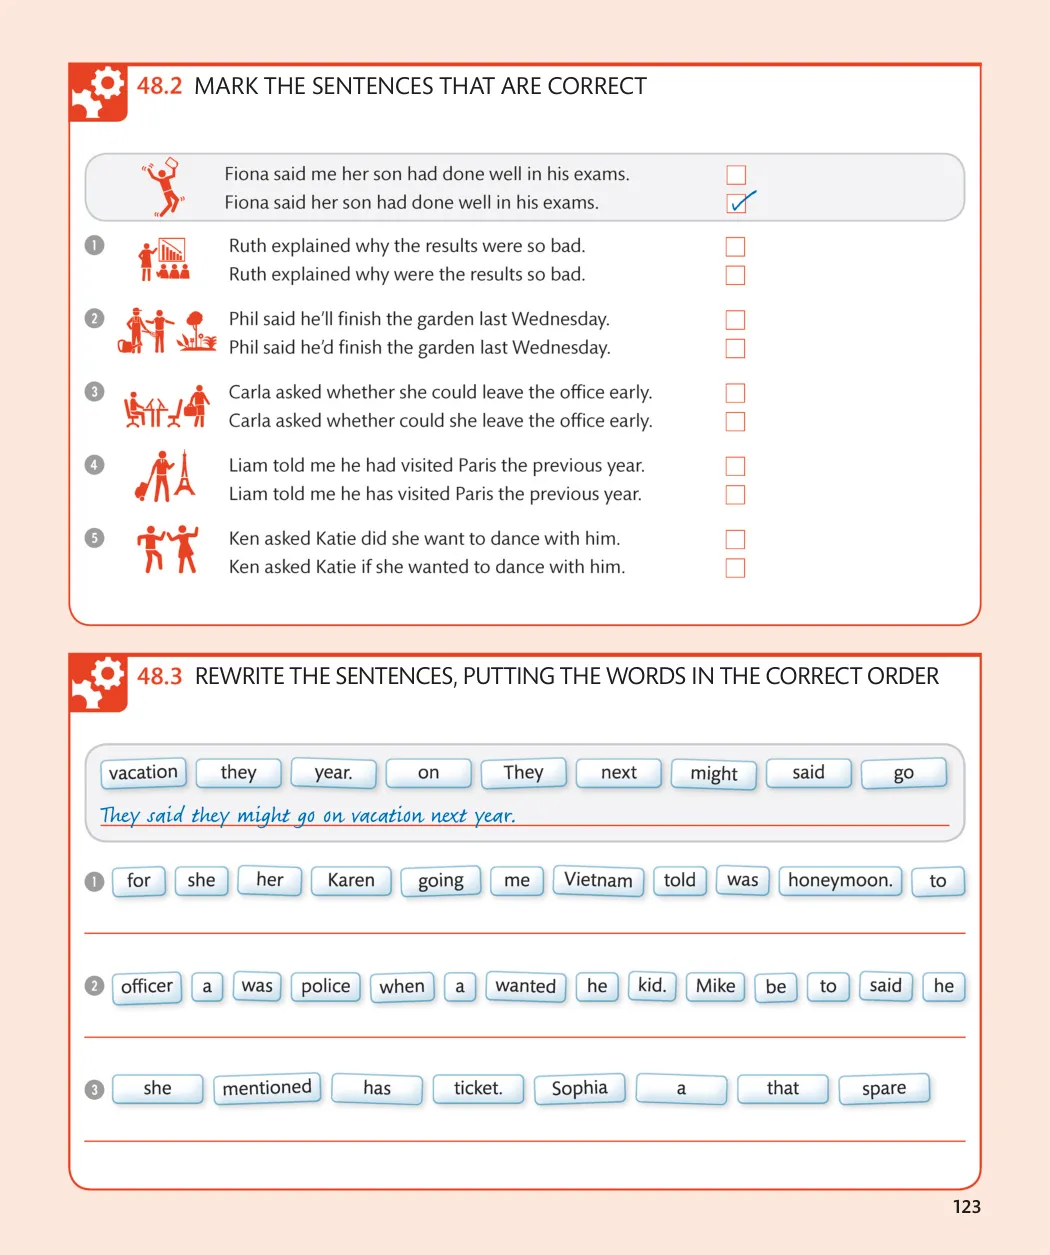 48.2 MARK THE SENTENCES THAT ARE CORRECT
Fiona said me her son had done well in his exams.
Fiona said her son had done well in his exams.
1 Ruth explained why the results were so bad.
Ruth explained why were the results so bad.
2 Phil said he’ll finish the garden last Wednesday.
Phil said he’d finish the garden last Wednesday.
3 Carla asked whether she could leave the office early.
Carla asked whether could she leave the office early.
4 Liam told me he had visited Paris the previous year.
Liam told me he has visited Paris the previous year.
5 Ken asked Katie did she want to dance with him.
Ken asked Katie if she wanted to dance with him.
48.3 REWRITE THE SENTENCES, PUTTING THE WORDS IN THE CORRECT ORDER
vacation they year. on They next might said go
They said they might go on vacation next year.
1 for she her Karen going me Vietnam told was honeymoon. to
2 officer a was police when a wanted he kid. Mike be to said he
3 she mentioned has ticket. Sophia a that spare
123